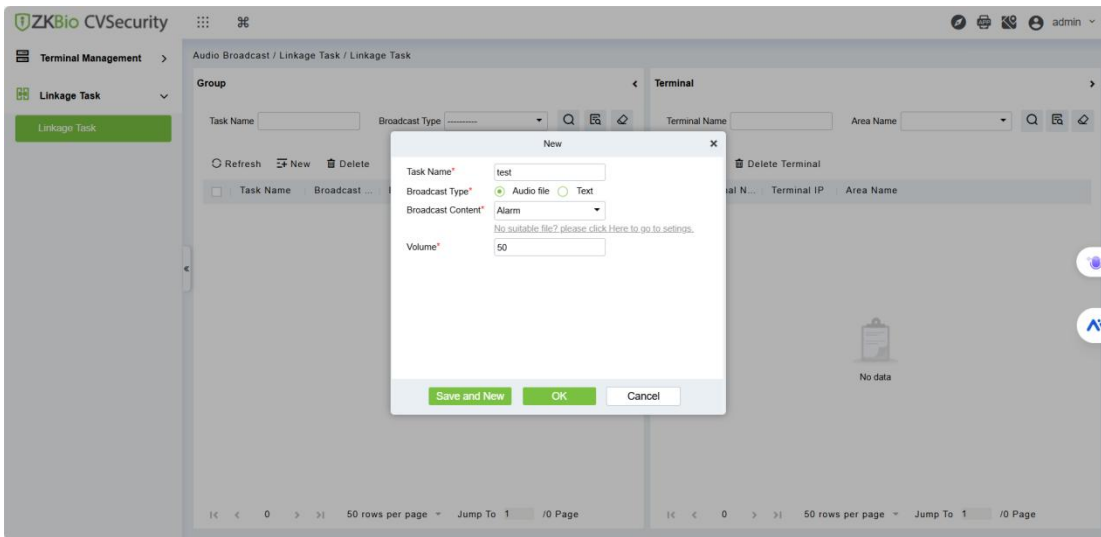 ZKBio CVSecurity
admin
Terminal Management
Audio Broadcast / Linkage Task / Linkage Task
Linkage Task
Linkage Task
Group
Terminal
Task Name
Broadcast Type ----------
Terminal Name
Area Name
Refresh New Delete
Delete Terminal
Task Name Broadcast ...
al N... Terminal IP Area Name
New
Task Name* test
Broadcast Type* Audio file Text
Broadcast Content* Alarm
No suitable file? please click Here to go to setings.
Volume* 50
Save and New OK Cancel
No data
0 50 rows per page Jump To 1 /0 Page
0 50 rows per page Jump To 1 /0 Page